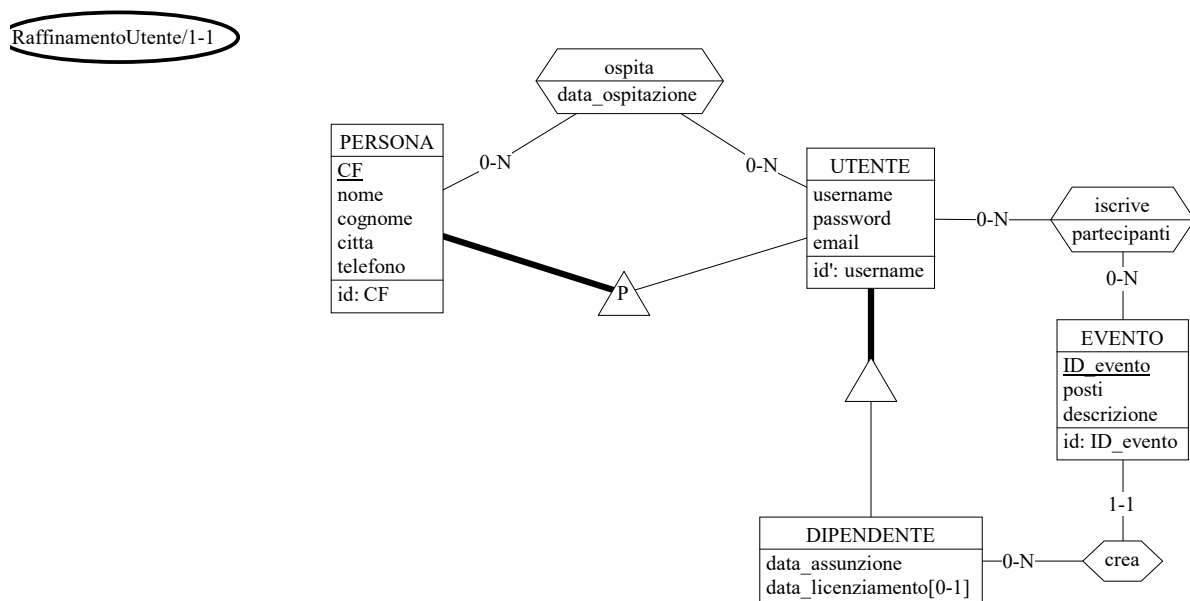 RaffinamentoUtente/1-1
ospita
data_ospitazione
0-N
0-N
PERSONA
CF
nome
cognome
citta
telefono
id: CF
P
UTENTE
username
password
email
id': username
0-N
iscrive
partecipanti
0-N
EVENTO
ID_evento
posti
descrizione
id: ID_evento
1-1
DIPENDENTE
data_assunzione
data_licenziamento[0-1]
0-N
crea